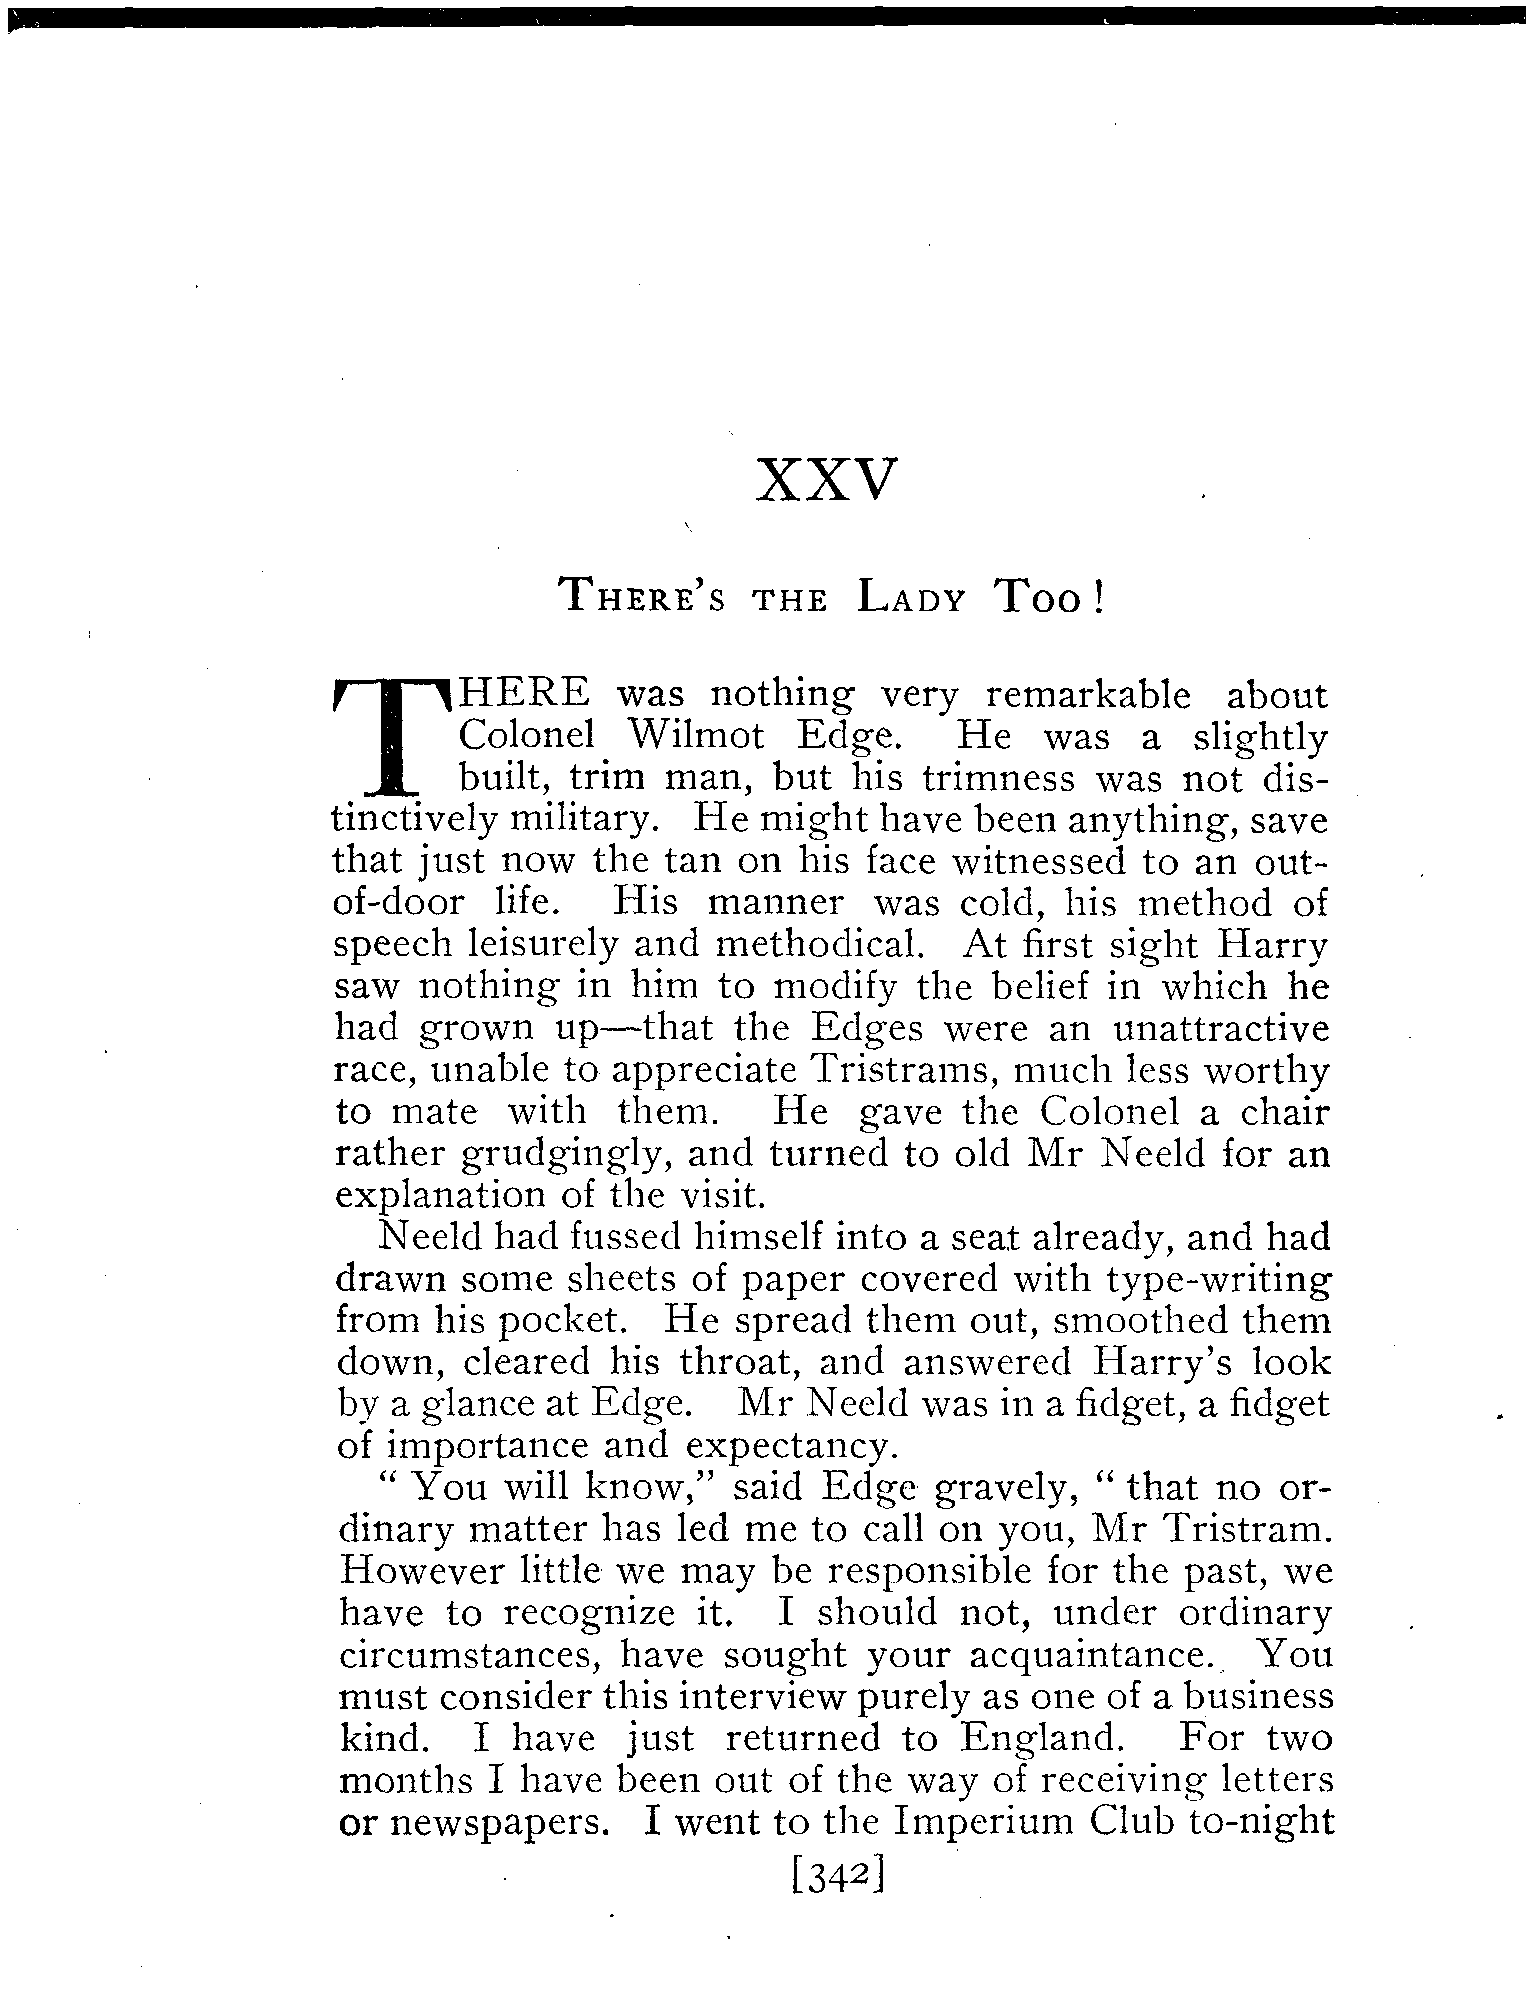 XXV
THERE'S THE LADY TOO!
THERE was nothing very remarkable about
Colonel Wilmot Edge. He was a slightly
built, trim man, but his trimness was not dis-
tinctively military. He might have been anything, save
that just now the tan on his face witnessed to an out-
of-door life. His manner was cold, his method of
speech leisurely and methodical. At first sight Harry
saw nothing in him to modify the belief in which he
had grown up—that the Edges were an unattractive
race, unable to appreciate Tristrams, much less worthy
to mate with them. He gave the Colonel a chair
rather grudgingly, and turned to old Mr Neeld for an
explanation of the visit.
Neeld had fussed himself into a seat already, and had
drawn some sheets of paper covered with type-writing
from his pocket. He spread them out, smoothed them
down, cleared his throat, and answered Harry's look
by a glance at Edge. Mr Neeld was in a fidget, a fidget
of importance and expectancy.
“ You will know,” said Edge gravely, “ that no or-
dinary matter has led me to call on you, Mr Tristram.
However little we may be responsible for the past, we
have to recognize it. I should not, under ordinary
circumstances, have sought your acquaintance. You
must consider this interview purely as one of a business
kind. I have just returned to England. For two
months I have been out of the way of receiving letters
or newspapers. I went to the Imperium Club to-night
[342]